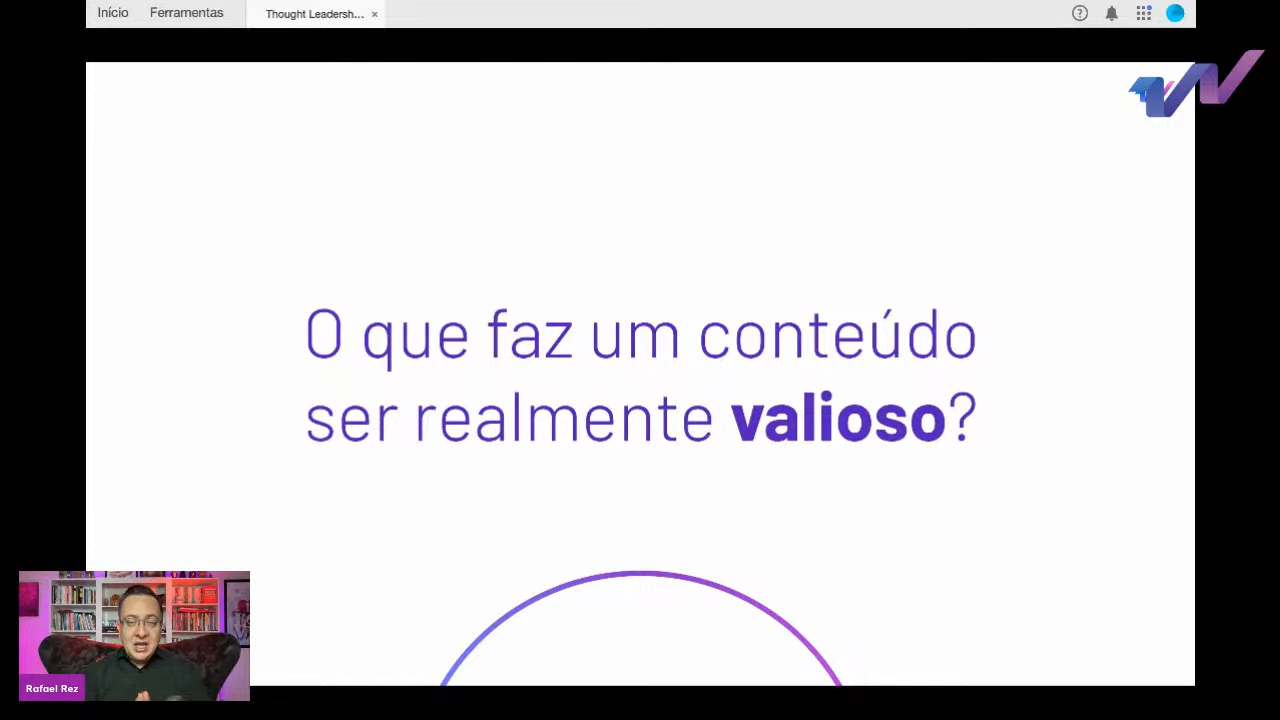 Início Ferramentas Thought Leadersh... ×
O que faz um conteúdo
ser realmente valioso?
Rafael Rez